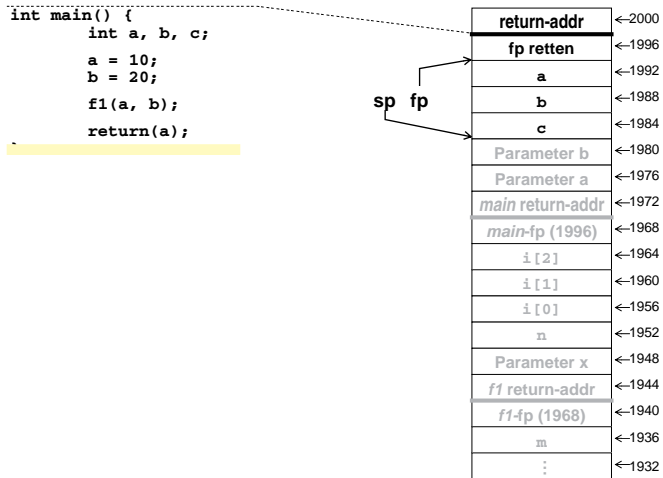 int main() {
int a, b, c;
a = 10;
b = 20;
f1(a, b);
return(a);
sp fp
return-addr 2000
fp retten 1996
a 1992
b 1988
c 1984
Parameter b 1980
Parameter a 1976
main return-addr 1972
main-fp (1996) 1968
i[2] 1964
i[1] 1960
i[0] 1956
n 1952
Parameter x 1948
f1 return-addr 1944
f1-fp (1968) 1940
m 1936
⋮ 1932